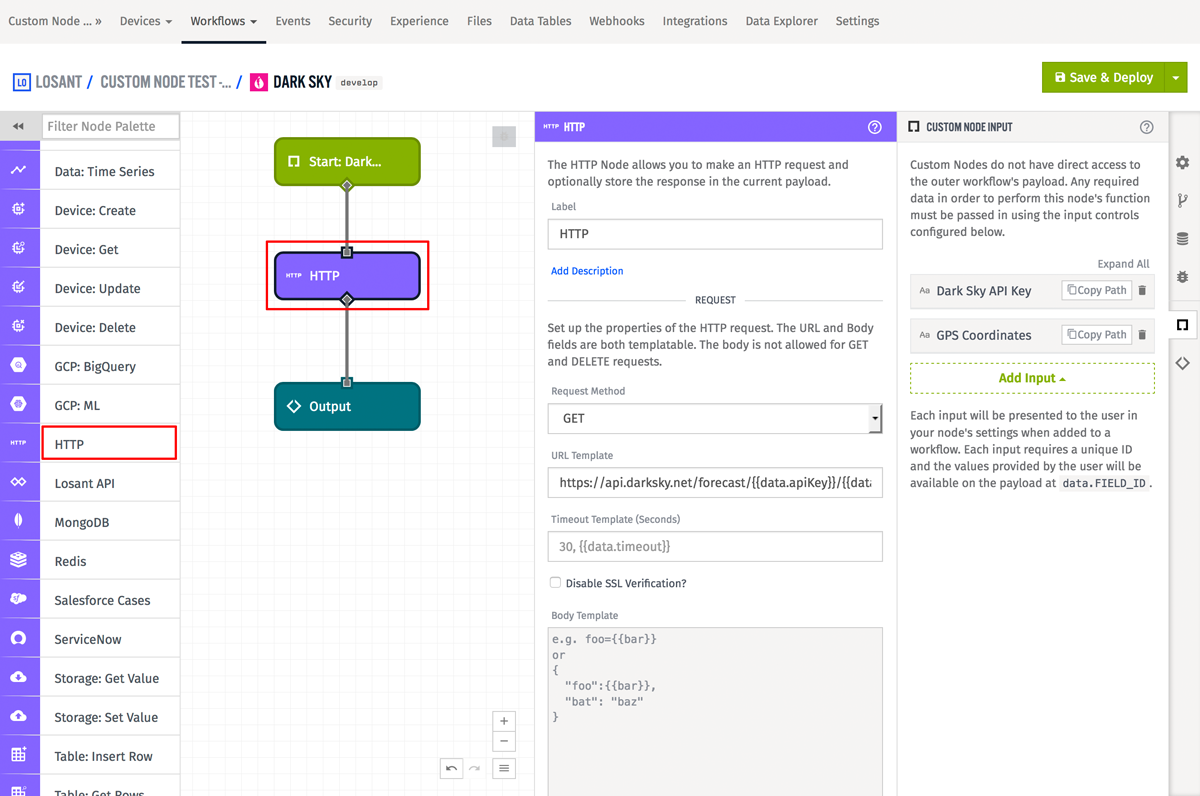 Custom Node ... »
Devices
Workflows
Events
Security
Experience
Files
Data Tables
Webhooks
Integrations
Data Explorer
Settings
LO LOSANT / CUSTOM NODE TEST -... / DARK SKY develop
Save & Deploy
Filter Node Palette
Data: Time Series
Device: Create
Device: Get
Device: Update
Device: Delete
GCP: BigQuery
GCP: ML
HTTP HTTP
Losant API
MongoDB
Redis
Salesforce Cases
ServiceNow
Storage: Get Value
Storage: Set Value
Table: Insert Row
Table: Get Rows
Start: Dark...
HTTP HTTP
Output
HTTP HTTP
The HTTP Node allows you to make an HTTP request and
optionally store the response in the current payload.
Label
HTTP
Add Description
REQUEST
Set up the properties of the HTTP request. The URL and Body
fields are both templatable. The body is not allowed for GET
and DELETE requests.
Request Method
GET
URL Template
https://api.darksky.net/forecast/{{data.apiKey}}/{{data
Timeout Template (Seconds)
30, {{data.timeout}}
Disable SSL Verification?
Body Template
e.g. foo={{bar}}
or
{
"foo":{{bar}},
"bat": "baz"
}
CUSTOM NODE INPUT
Custom Nodes do not have direct access to
the outer workflow's payload. Any required
data in order to perform this node's function
must be passed in using the input controls
configured below.
Expand All
Aa Dark Sky API Key Copy Path
Aa GPS Coordinates Copy Path
Add Input
Each input will be presented to the user in
your node's settings when added to a
workflow. Each input requires a unique ID
and the values provided by the user will be
available on the payload at data.FIELD_ID.